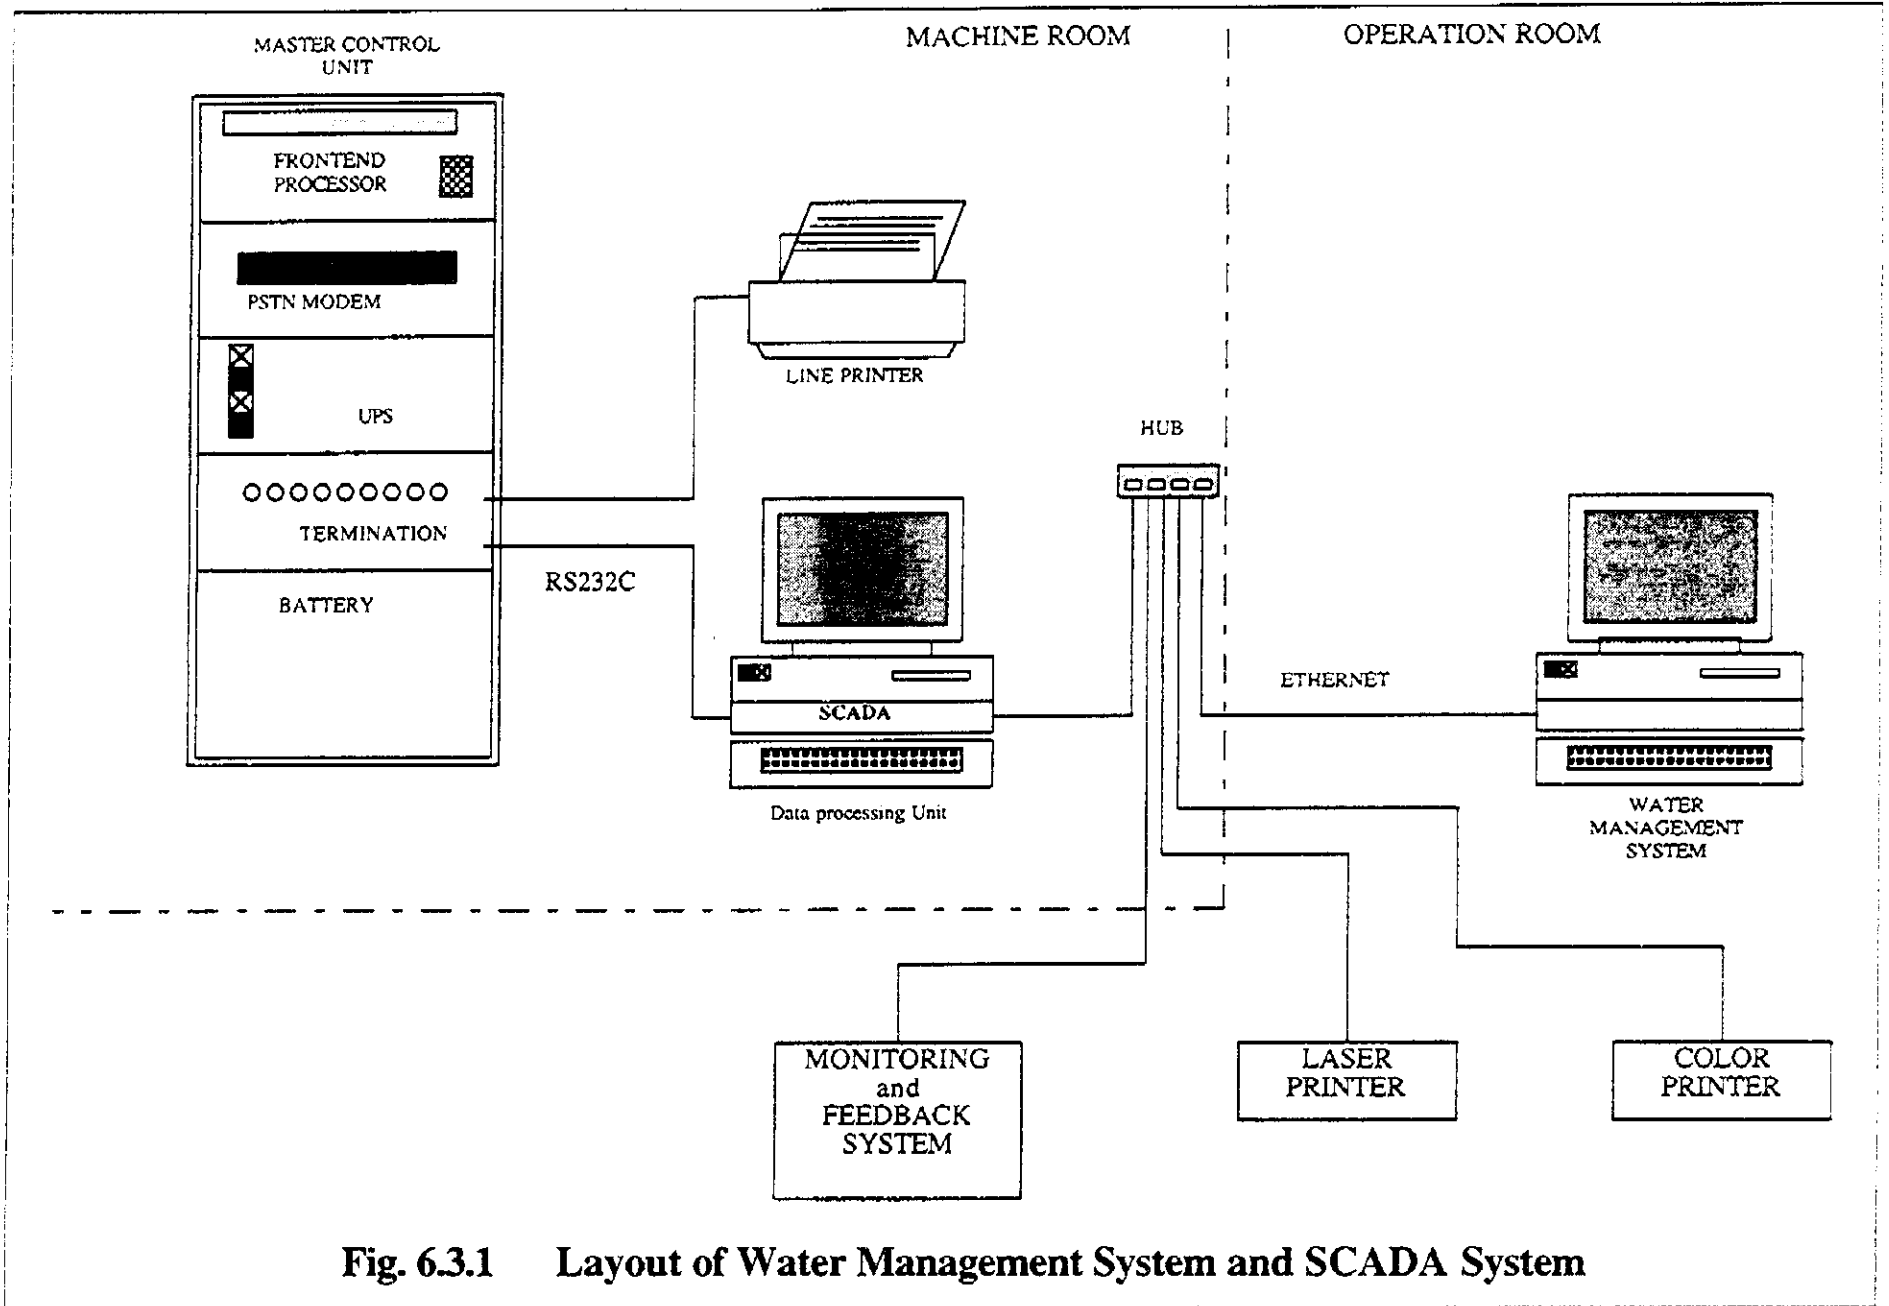 MASTER CONTROL
UNIT
MACHINE ROOM
OPERATION ROOM
FRONTEND
PROCESSOR
PSTN MODEM
UPS
TERMINATION
BATTERY
LINE PRINTER
HUB
RS232C
SCADA
Data processing Unit
ETHERNET
WATER
MANAGEMENT
SYSTEM
MONITORING
and
FEEDBACK
SYSTEM
LASER
PRINTER
COLOR
PRINTER
Fig. 6.3.1 Layout of Water Management System and SCADA System